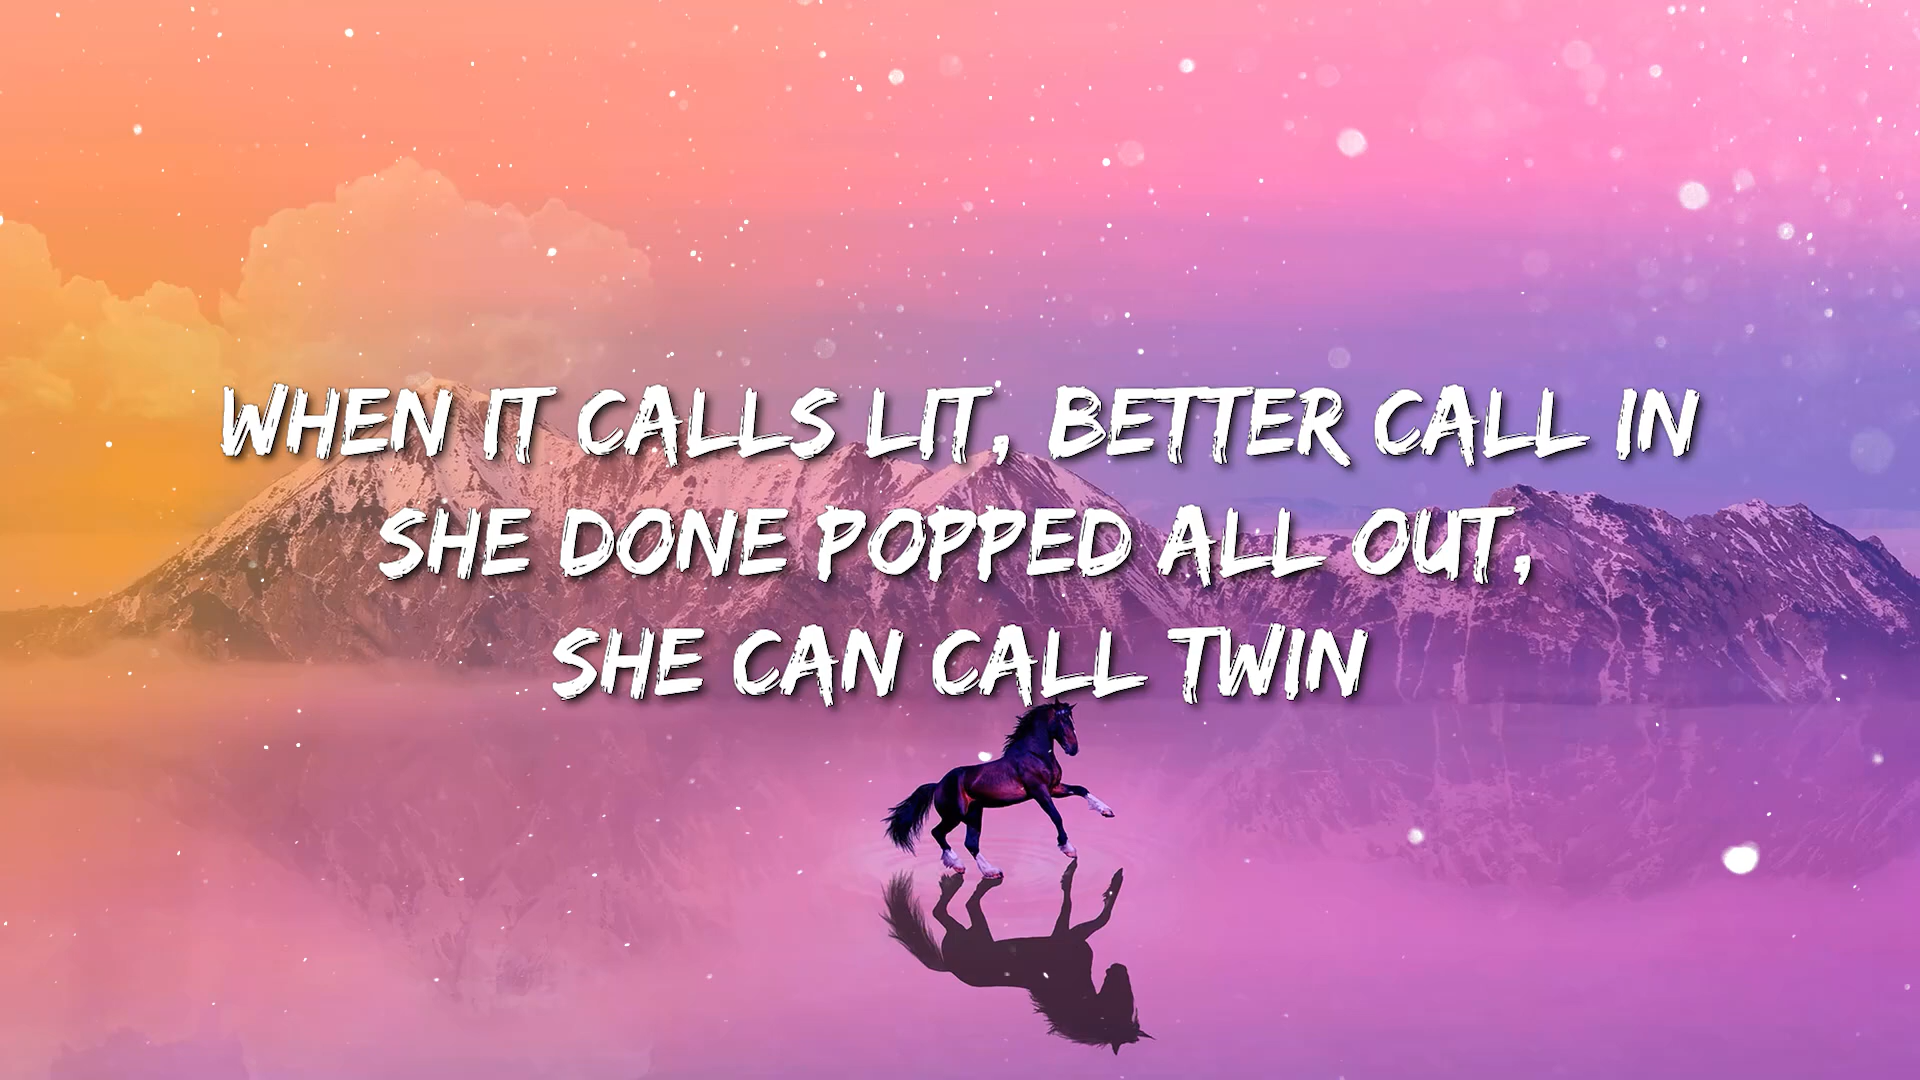 WHEN IT CALLS LIT, BETTER CALL IN
SHE DONE POPPED ALL OUT,
SHE CAN CALL TWIN